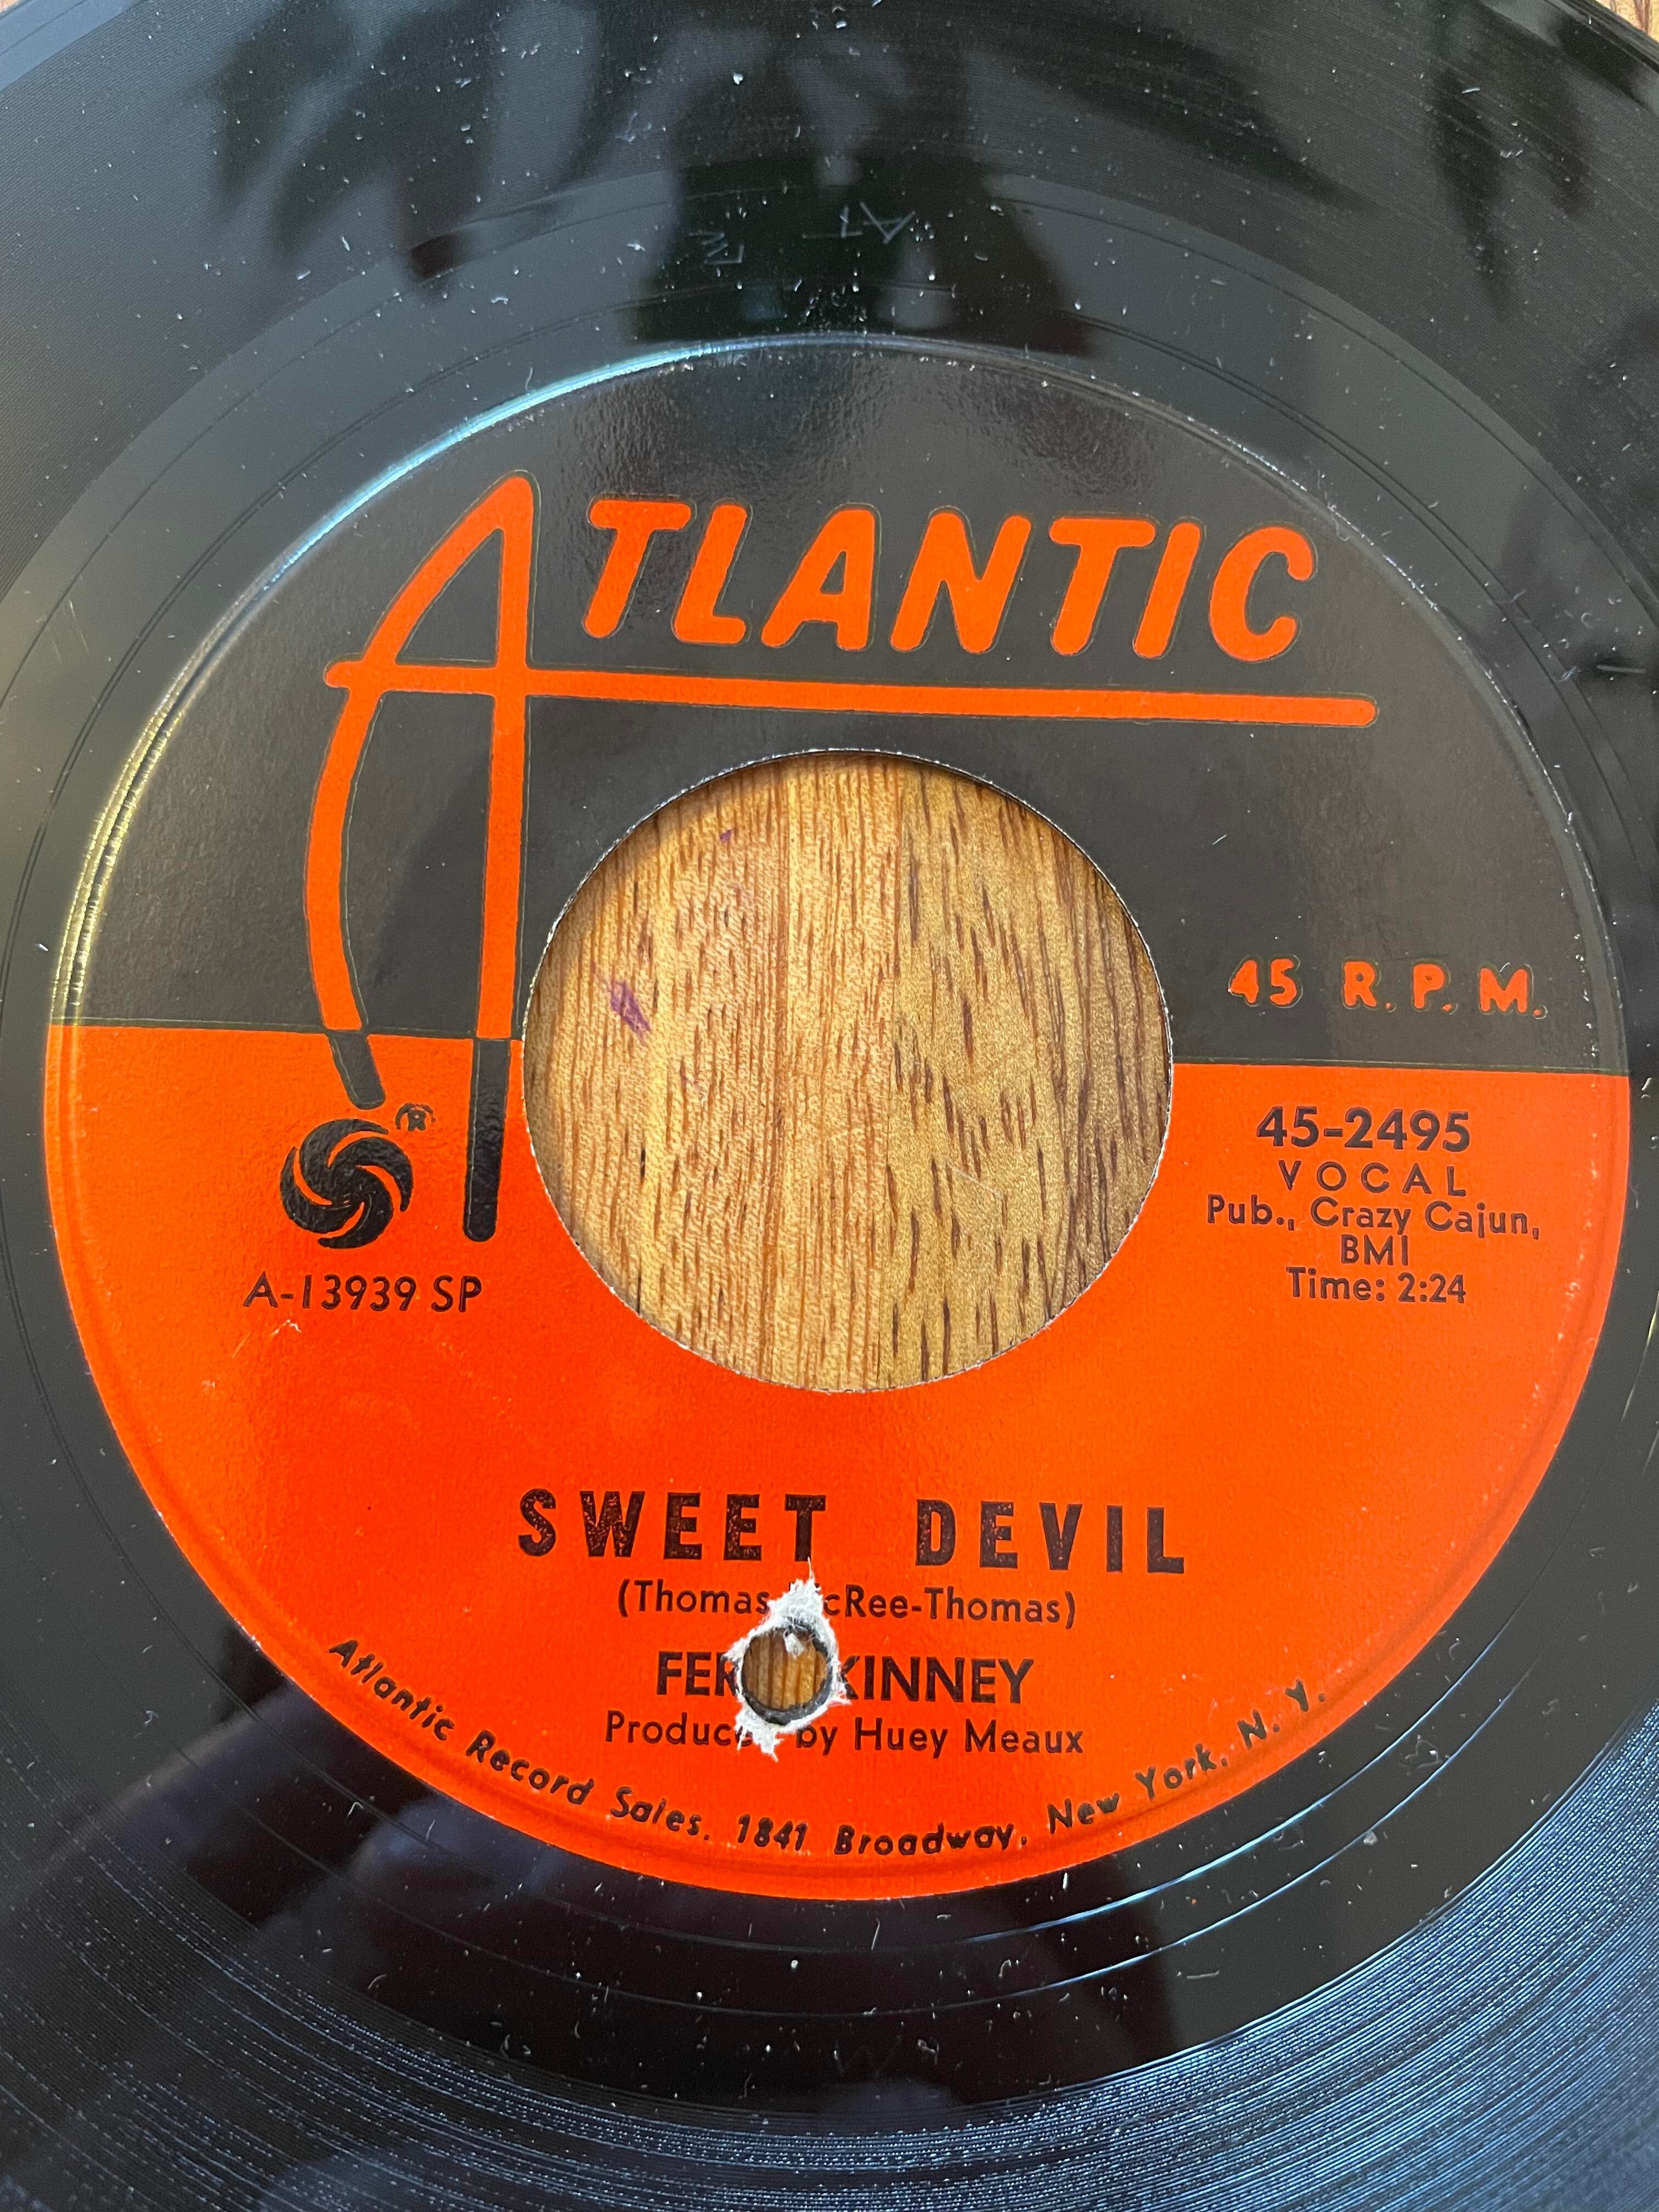 ATLANTIC
45 R.P.M.
®
A-13939 SP
45-2495
VOCAL
Pub., Crazy Cajun,
BMI
Time: 2:24
SWEET DEVIL
(Thomas cRee-Thomas)
FER KINNEY
Produce by Huey Meaux
Atlantic Record Sales, 1841 Broadway, New York, N. Y.